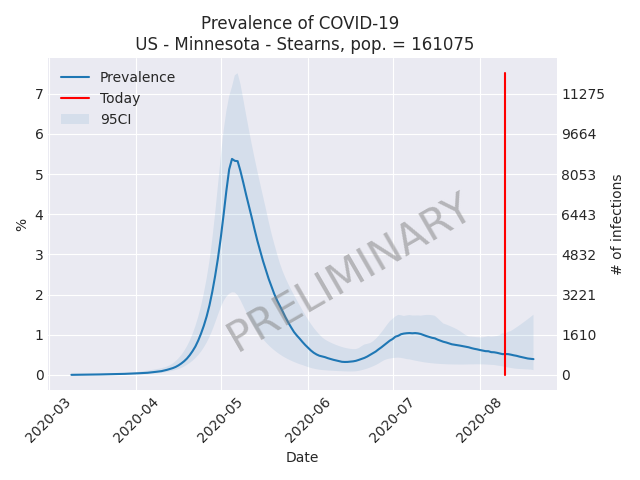 Prevalence of COVID-19
US - Minnesota - Stearns, pop. = 161075
Prevalence
Today
95CI
7
6
5
4
3
2
1
0
%
11275
9664
8053
6443
4832
3221
1610
0
# of infections
PRELIMINARY
2020-03
2020-04
2020-05
2020-06
2020-07
2020-08
Date